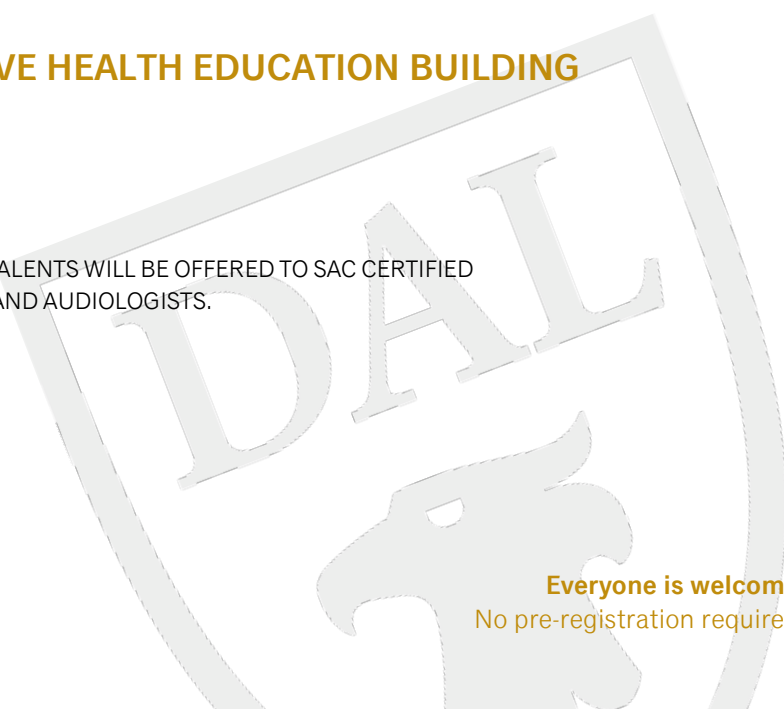 VE HEALTH EDUCATION BUILDING
ALENTS WILL BE OFFERED TO SAC CERTIFIED
AND AUDIOLOGISTS.
DAL
Everyone is welcom
No pre-registration require